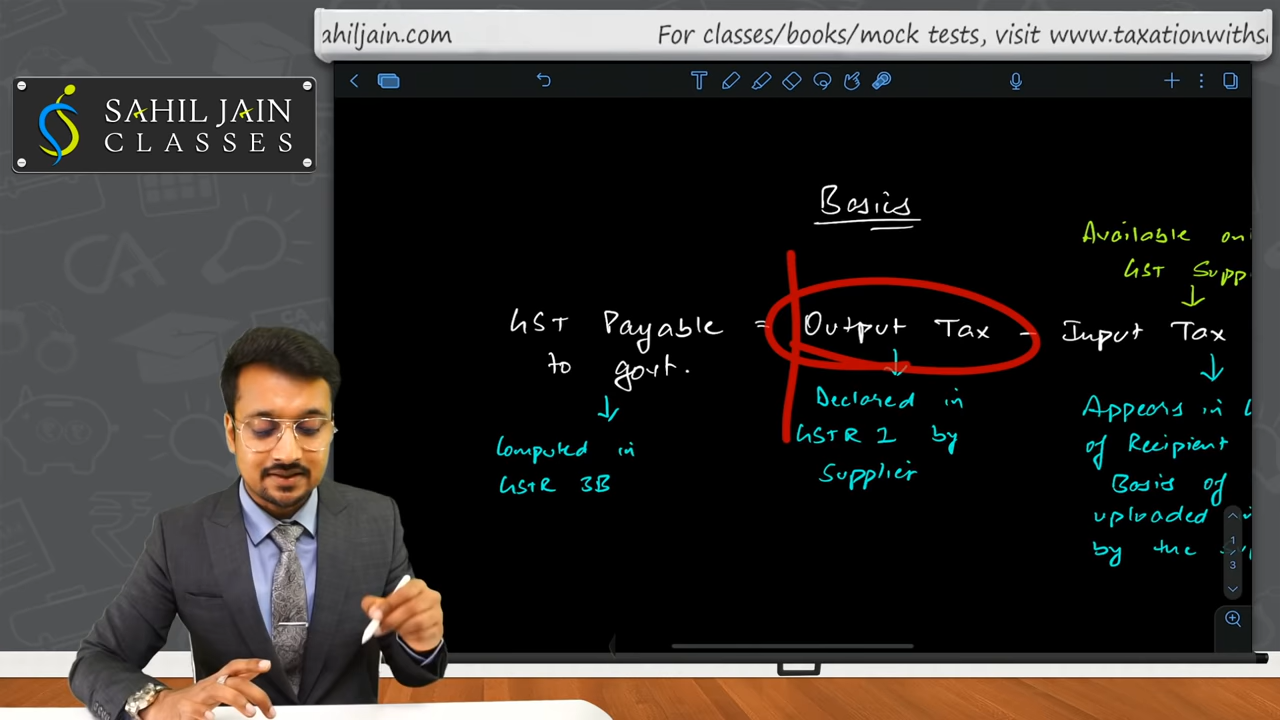 ahiljain.com
For classes/books/mock tests, visit www.taxationwiths
SAHIL JAIN
CLASSES
Basics
Available on
GST Supp
GST Payable = Output Tax - Input Tax
to govt.
Declared in
GSTR 1 by
Supplier
Computed in
GSTR 3B
Appears in
of Recipient
Basis of
uploaded
by the
1
3